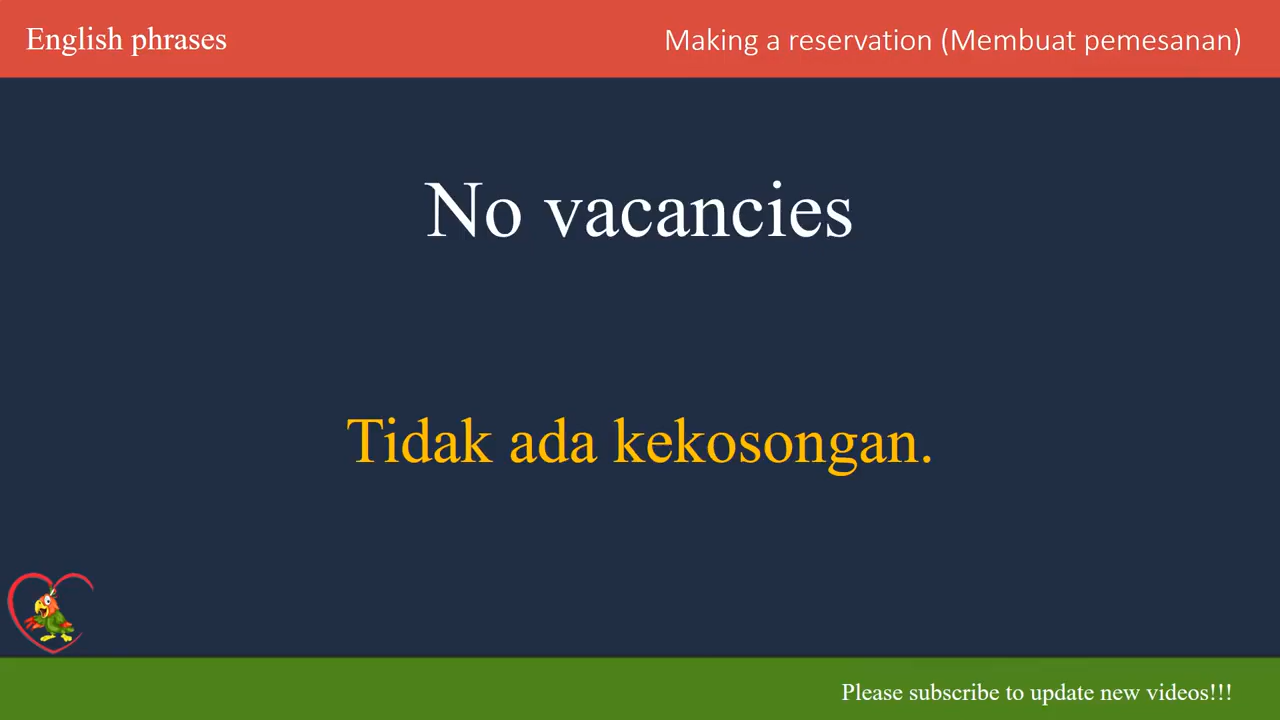 English phrases
Making a reservation (Membuat pemesanan)
No vacancies
Tidak ada kekosongan.
Please subscribe to update new videos!!!